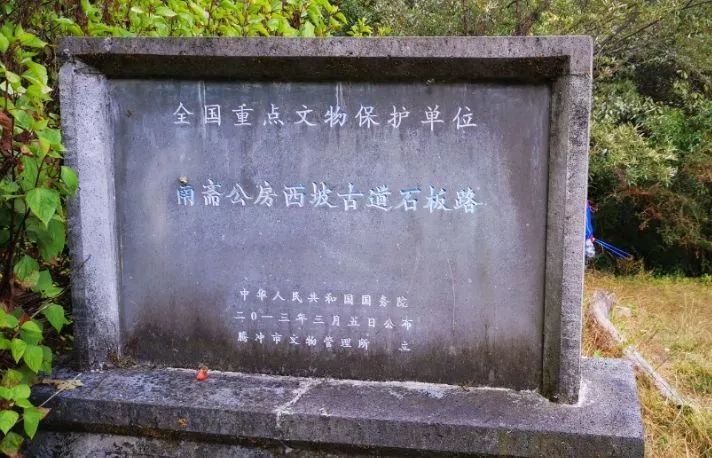 全国重点文物保护单位
南斋公房西坡古道石板路
中华人民共和国国务院
二〇一三年三月五日公布
腾冲市文物管理所 立